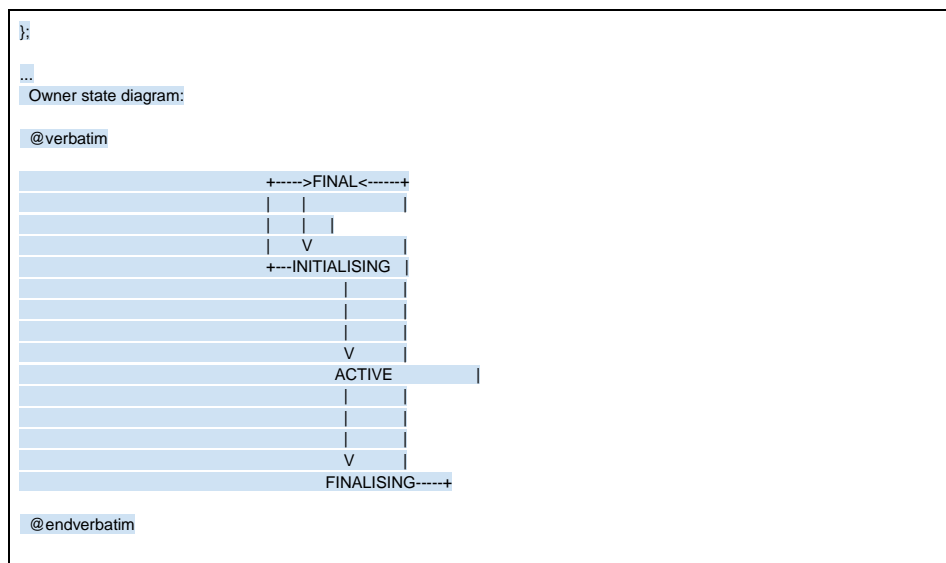 };
...
Owner state diagram:
@verbatim
+----->FINAL<------+
| | |
| | |
| V |
+---INITIALISING |
| |
| |
| |
V |
ACTIVE |
| |
| |
| |
V |
FINALISING-----+
@endverbatim